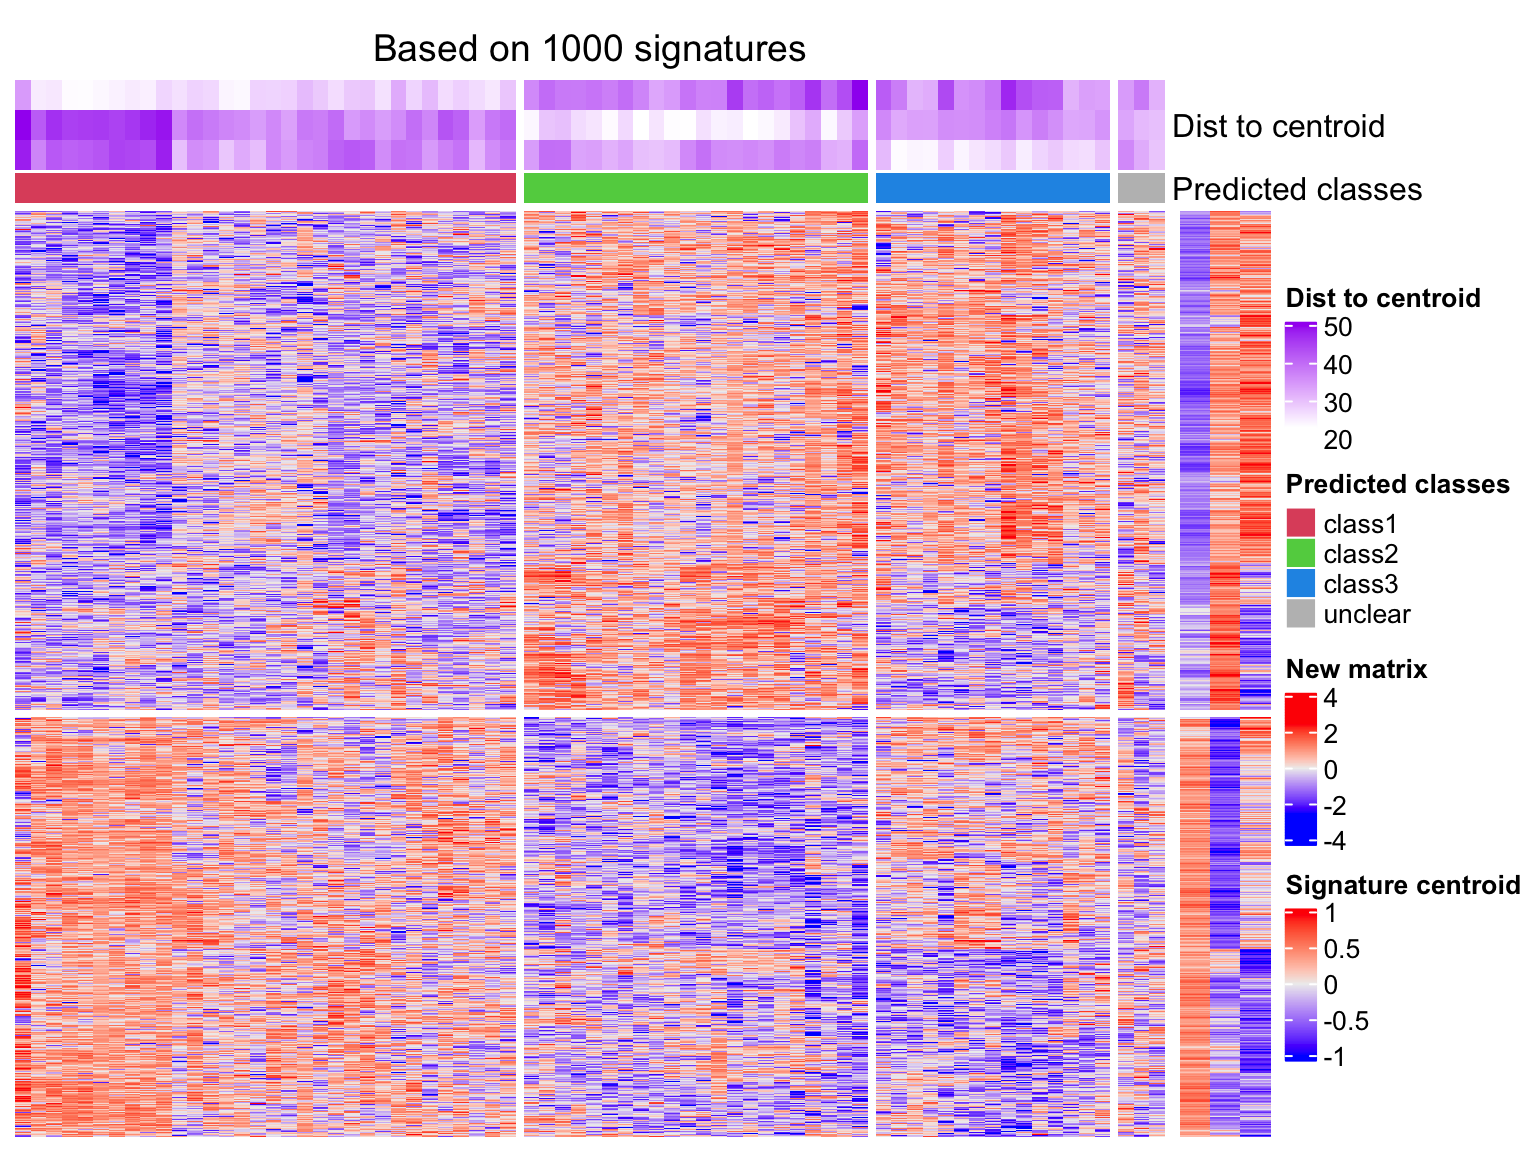 Based on 1000 signatures
Dist to centroid
Predicted classes
Dist to centroid
50
40
30
20
Predicted classes
class1
class2
class3
unclear
New matrix
4
2
0
-2
-4
Signature centroid
1
0.5
0
-0.5
-1